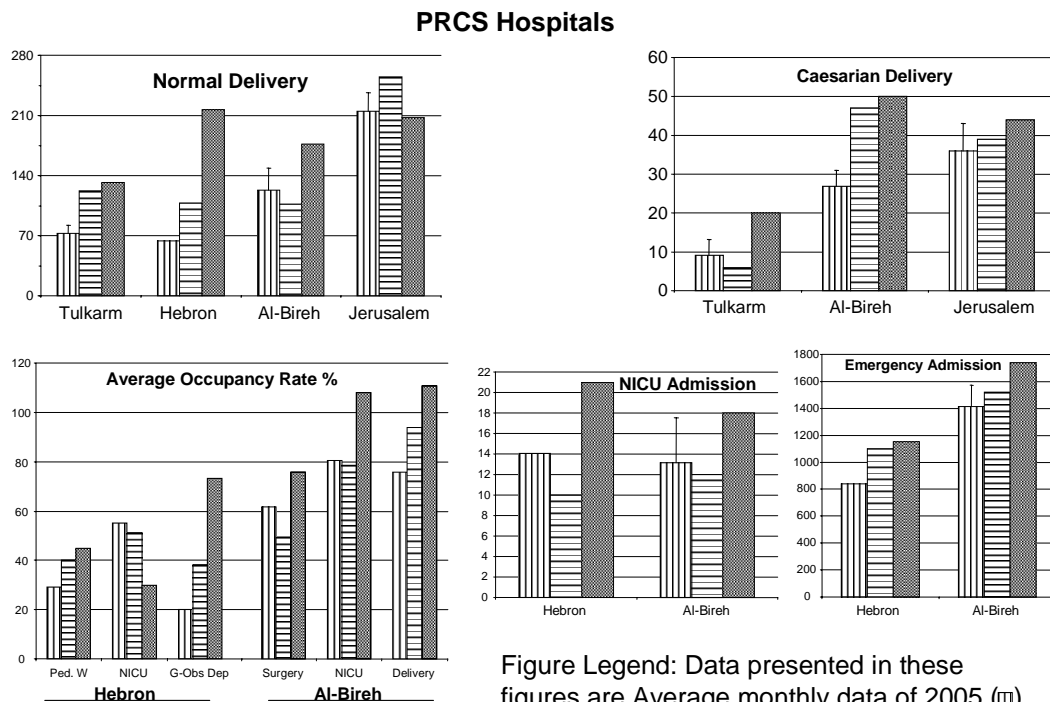 PRCS Hospitals
Normal Delivery
280
210
140
70
0
Tulkarm Hebron Al-Bireh Jerusalem
Caesarian Delivery
60
50
40
30
20
10
0
Tulkarm Al-Bireh Jerusalem
Average Occupancy Rate %
120
100
80
60
40
20
0
Ped. W NICU G-Obs Dep Surgery NICU Delivery
Hebron Al-Bireh
NICU Admission
22
20
18
16
14
12
10
8
6
4
2
0
Hebron Al-Bireh
Emergency Admission
1800
1600
1400
1200
1000
800
600
400
200
0
Hebron Al-Bireh
Figure Legend: Data presented in these
figures are Average monthly data of 2005 (